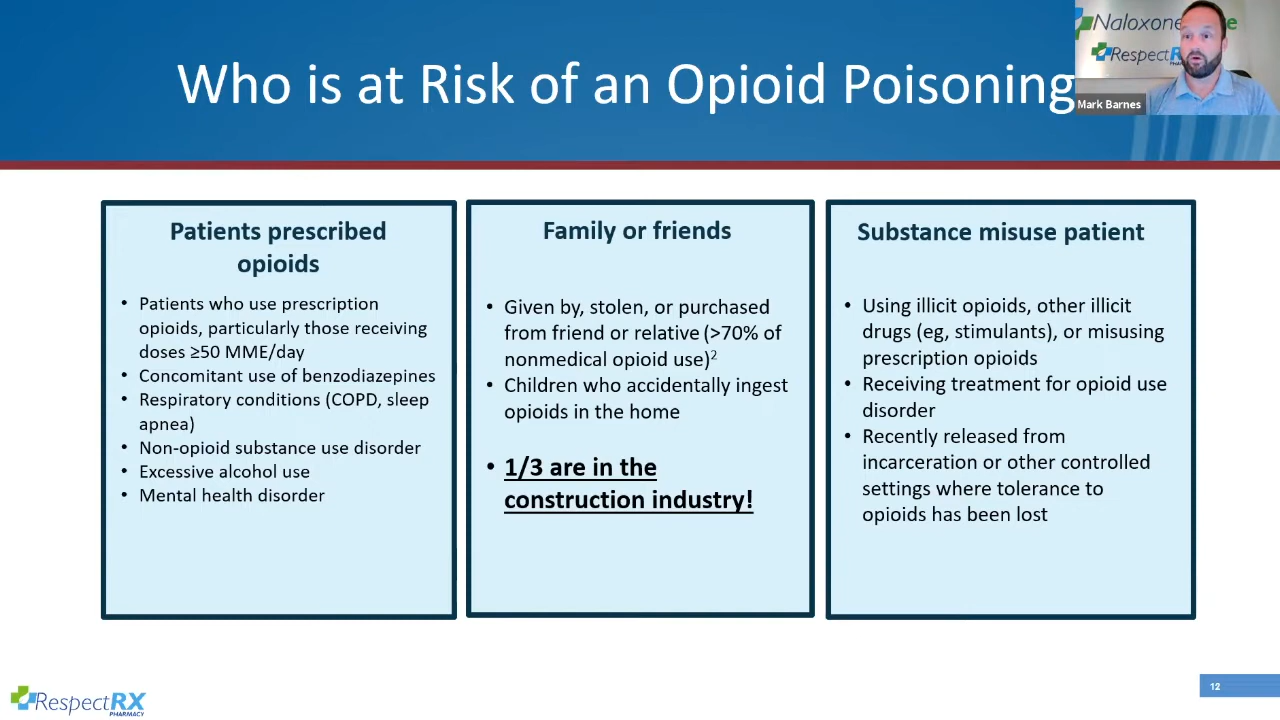 Who is at Risk of an Opioid Poisoning
Naloxone
RespectR
Mark Barnes
Patients prescribed
opioids
• Patients who use prescription
opioids, particularly those receiving
doses ≥50 MME/day
• Concomitant use of benzodiazepines
• Respiratory conditions (COPD, sleep
apnea)
• Non-opioid substance use disorder
• Excessive alcohol use
• Mental health disorder
Family or friends
• Given by, stolen, or purchased
from friend or relative (>70% of
nonmedical opioid use)²
• Children who accidentally ingest
opioids in the home
• 1/3 are in the
construction industry!
Substance misuse patient
• Using illicit opioids, other illicit
drugs (eg, stimulants), or misusing
prescription opioids
• Receiving treatment for opioid use
disorder
• Recently released from
incarceration or other controlled
settings where tolerance to
opioids has been lost
RespectRX
PHARMACY
12